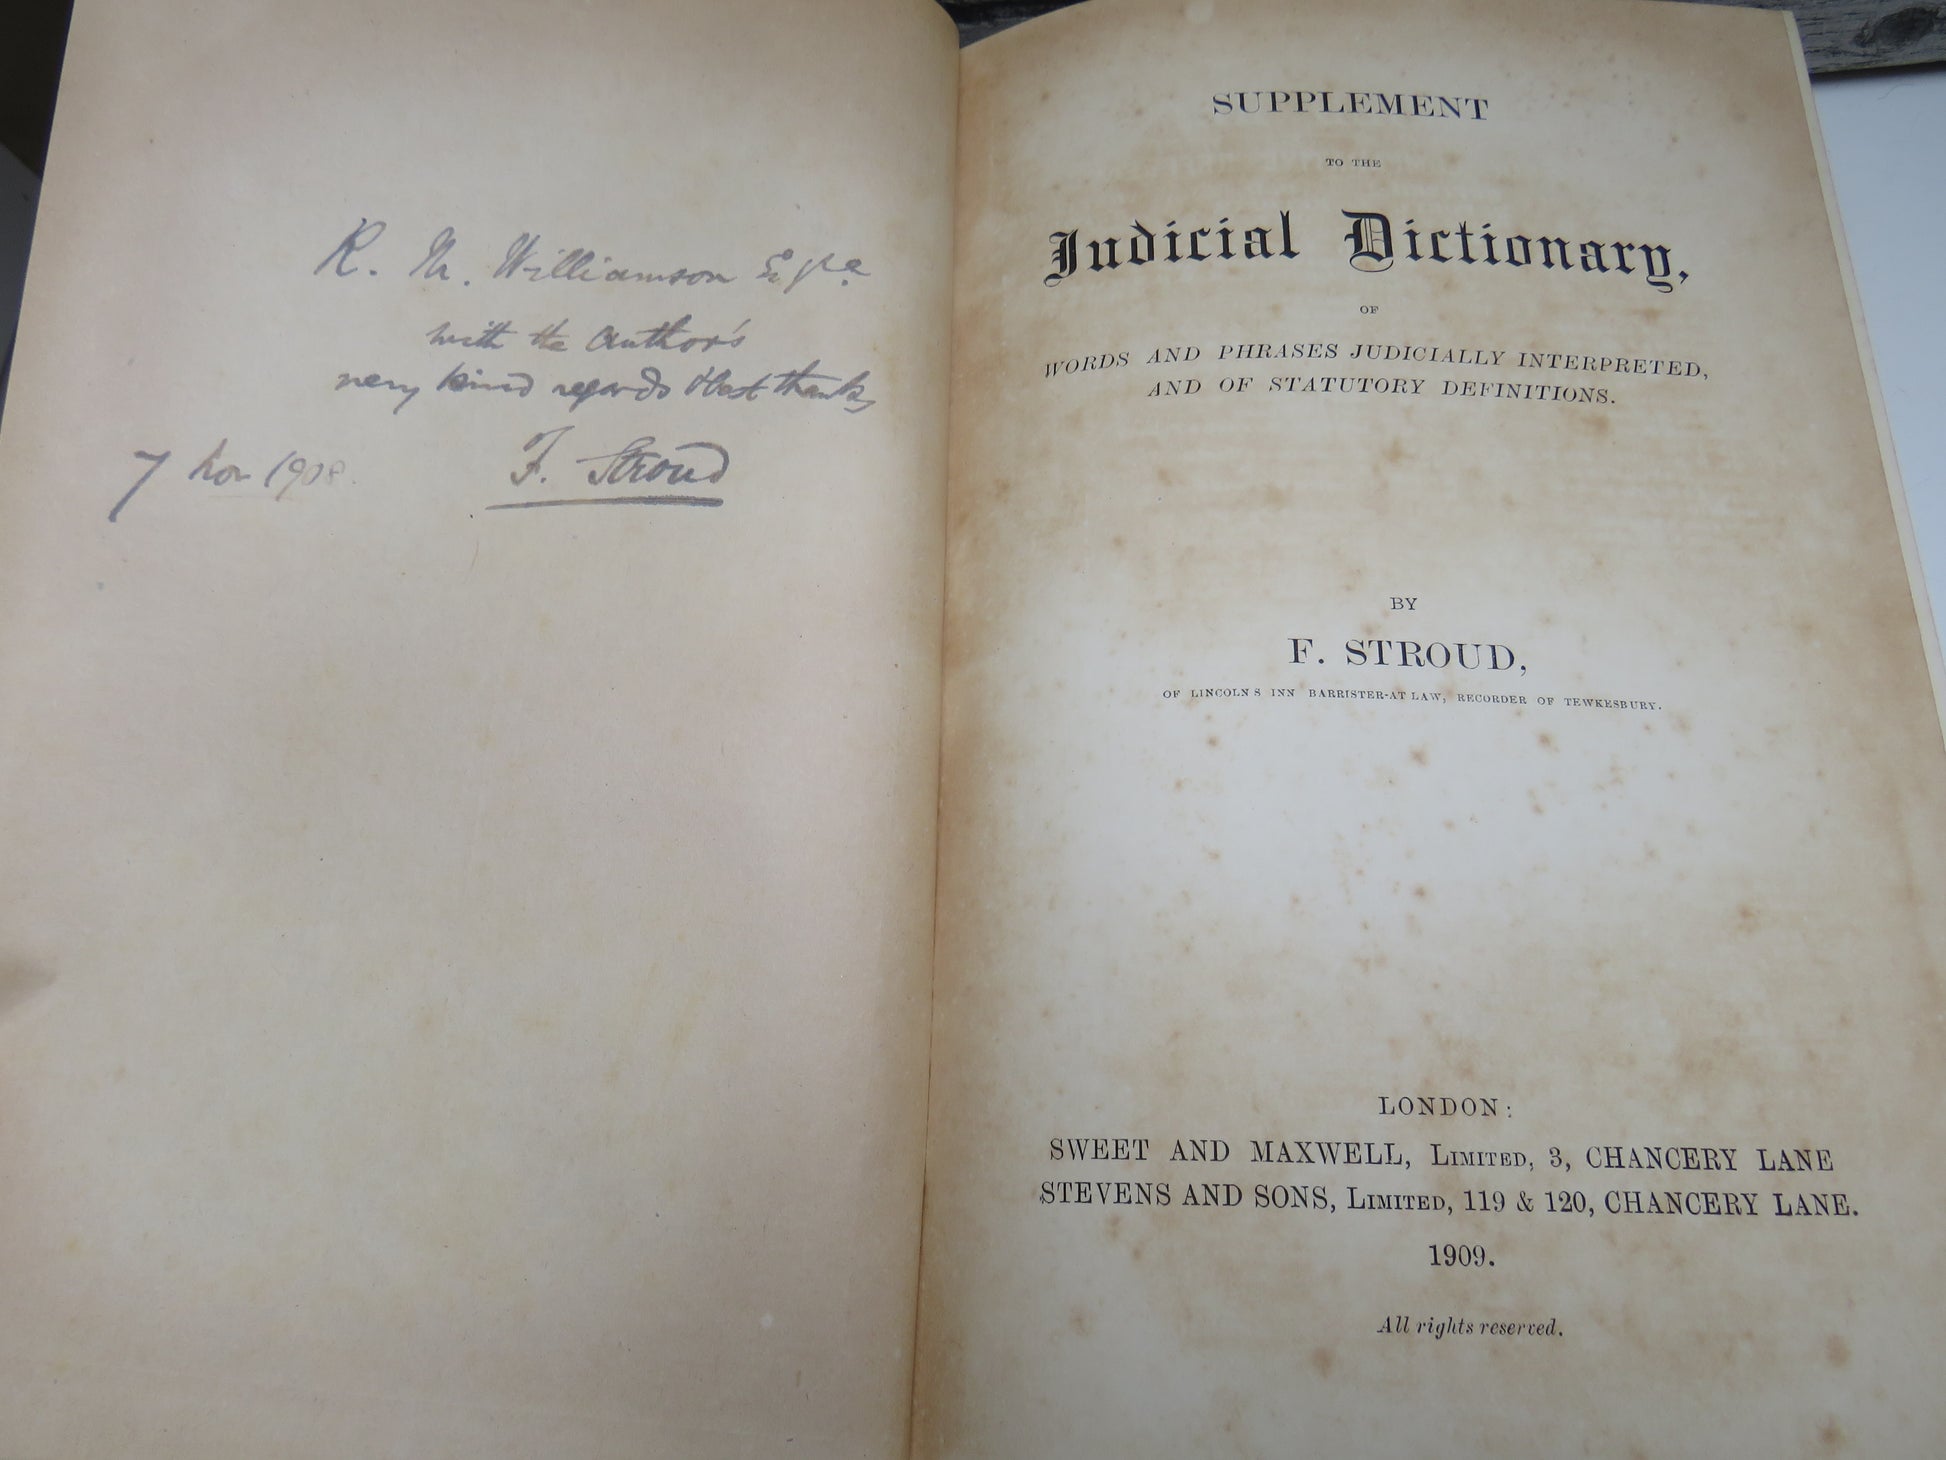 R. M. Williamson Esqre
with the Author's
very kind regards & best thanks
7 Nov 1908.
F. Stroud
SUPPLEMENT
TO THE
Judicial Dictionary,
OF
WORDS AND PHRASES JUDICIALLY INTERPRETED,
AND OF STATUTORY DEFINITIONS.
BY
F. STROUD,
OF LINCOLN'S INN BARRISTER-AT LAW, RECORDER OF TEWKESBURY.
LONDON:
SWEET AND MAXWELL, LIMITED, 3, CHANCERY LANE
STEVENS AND SONS, LIMITED, 119 & 120, CHANCERY LANE.
1909.
All rights reserved.